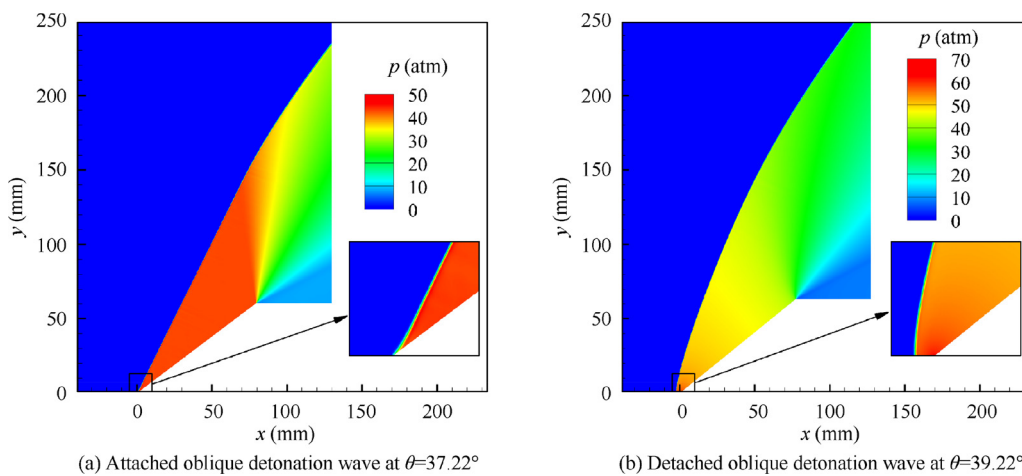 250
200
150
100
50
0
y (mm)
p (atm)
50
40
30
20
10
0
0 50 100 150 200
x (mm)
(a) Attached oblique detonation wave at θ=37.22°
250
200
150
100
50
0
y (mm)
p (atm)
70
60
50
40
30
20
10
0
0 50 100 150 200
x (mm)
(b) Detached oblique detonation wave at θ=39.22°